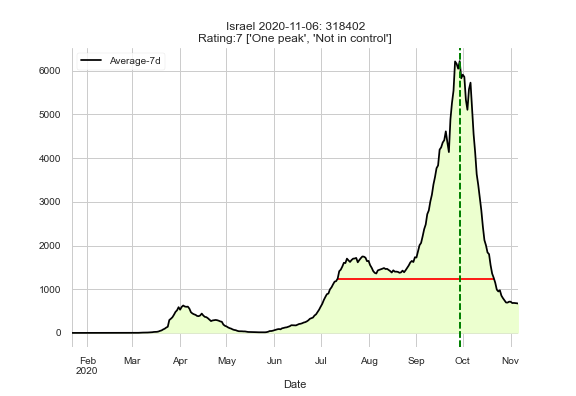 Israel 2020-11-06: 318402
Rating:7 ['One peak', 'Not in control']
Average-7d
6000
5000
4000
3000
2000
1000
0
Feb Mar Apr May Jun Jul Aug Sep Oct Nov
2020
Date